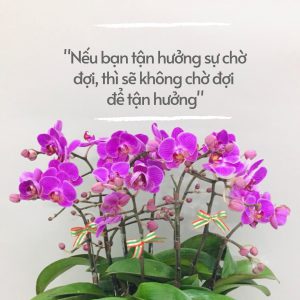 "Nếu bạn tận hưởng sự chờ
đợi, thì sẽ không chờ đợi
để tận hưởng"